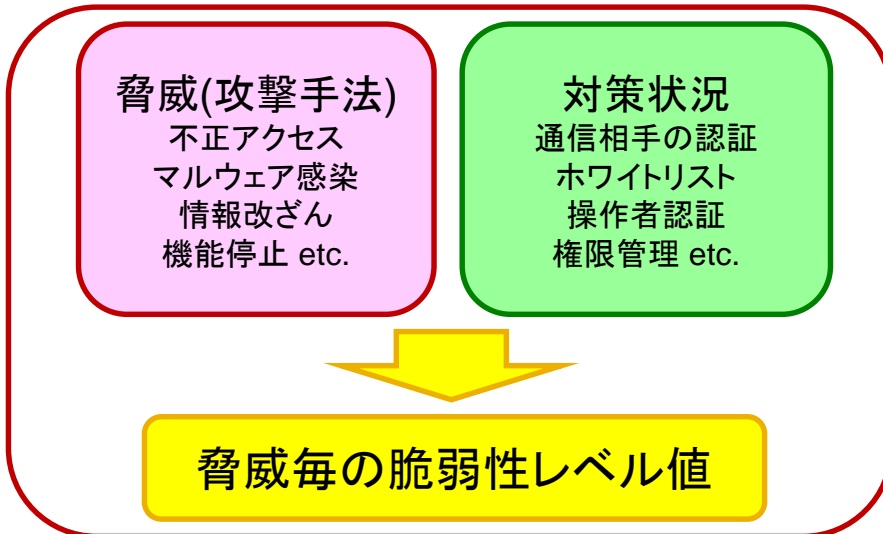 脅威(攻撃手法)
不正アクセス
マルウェア感染
情報改ざん
機能停止 etc.
対策状況
通信相手の認証
ホワイトリスト
操作者認証
権限管理 etc.
脅威毎の脆弱性レベル値